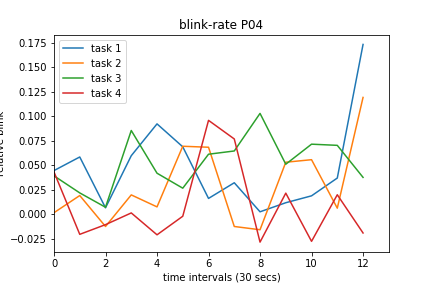 blink-rate P04
0.175
0.150
0.125
0.100
0.075
0.050
0.025
0.000
−0.025
task 1
task 2
task 3
task 4
0 2 4 6 8 10 12
time intervals (30 secs)